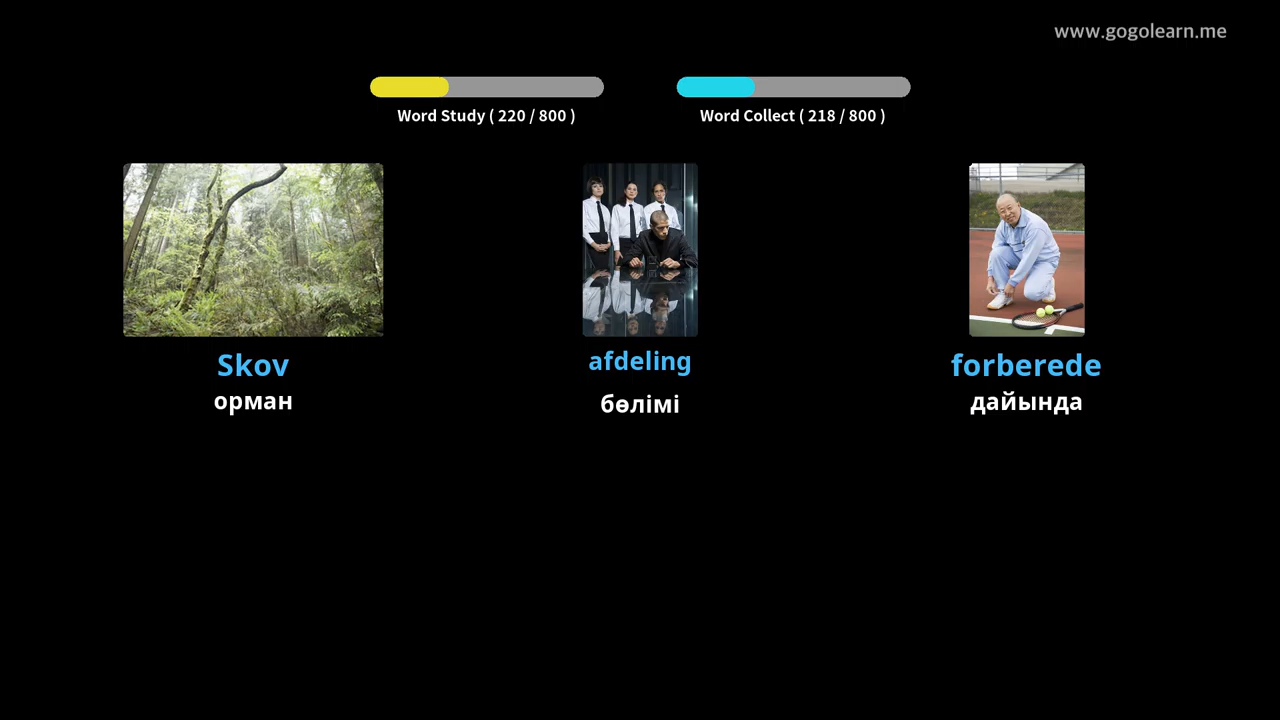 www.gogolearn.me
Word Study ( 220 / 800 )
Word Collect ( 218 / 800 )
Skov
орман
afdeling
бөлімі
forberede
дайында